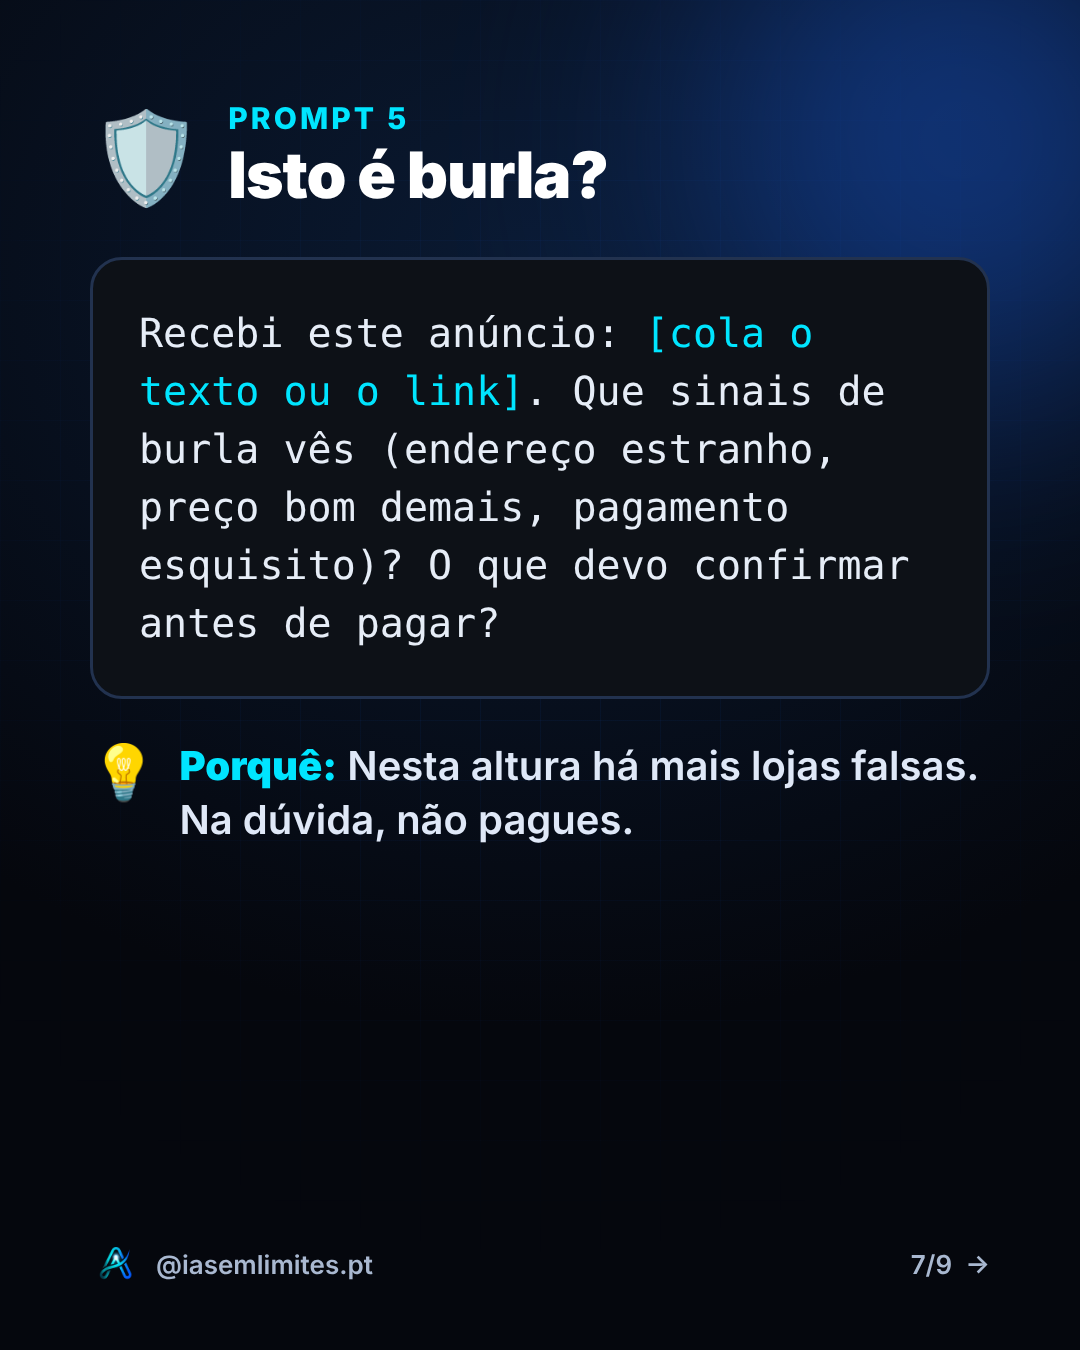 PROMPT 5
Isto é burla?
Recebi este anúncio: [cola o
texto ou o link]. Que sinais de
burla vês (endereço estranho,
preço bom demais, pagamento
esquisito)? O que devo confirmar
antes de pagar?
Porquê: Nesta altura há mais lojas falsas.
Na dúvida, não pagues.
@iasemlimites.pt
7/9 →